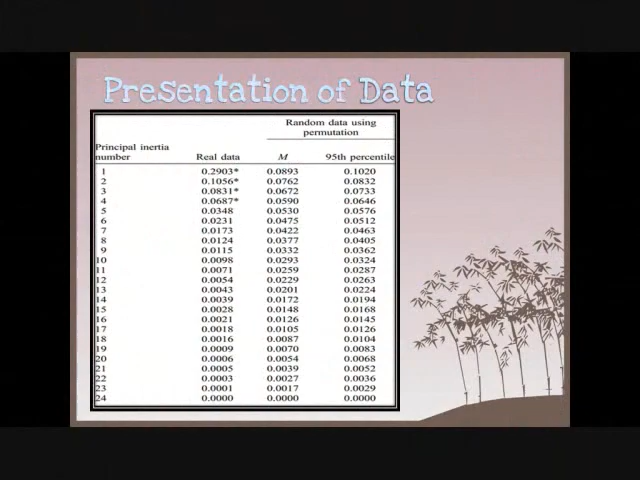 Presentation of Data
Random data using
permutation
Principal inertia
number Real data M 95th percentile
1 0.2903* 0.0893 0.1020
2 0.1056* 0.0762 0.0832
3 0.0831* 0.0672 0.0733
4 0.0687* 0.0590 0.0646
5 0.0348 0.0530 0.0576
6 0.0231 0.0475 0.0512
7 0.0173 0.0422 0.0463
8 0.0124 0.0377 0.0405
9 0.0115 0.0332 0.0362
10 0.0098 0.0293 0.0324
11 0.0071 0.0259 0.0287
12 0.0054 0.0229 0.0263
13 0.0043 0.0201 0.0224
14 0.0039 0.0172 0.0194
15 0.0028 0.0148 0.0168
16 0.0021 0.0126 0.0145
17 0.0018 0.0105 0.0126
18 0.0016 0.0087 0.0104
19 0.0009 0.0070 0.0083
20 0.0006 0.0054 0.0068
21 0.0005 0.0039 0.0052
22 0.0003 0.0027 0.0036
23 0.0001 0.0017 0.0029
24 0.0000 0.0000 0.0000